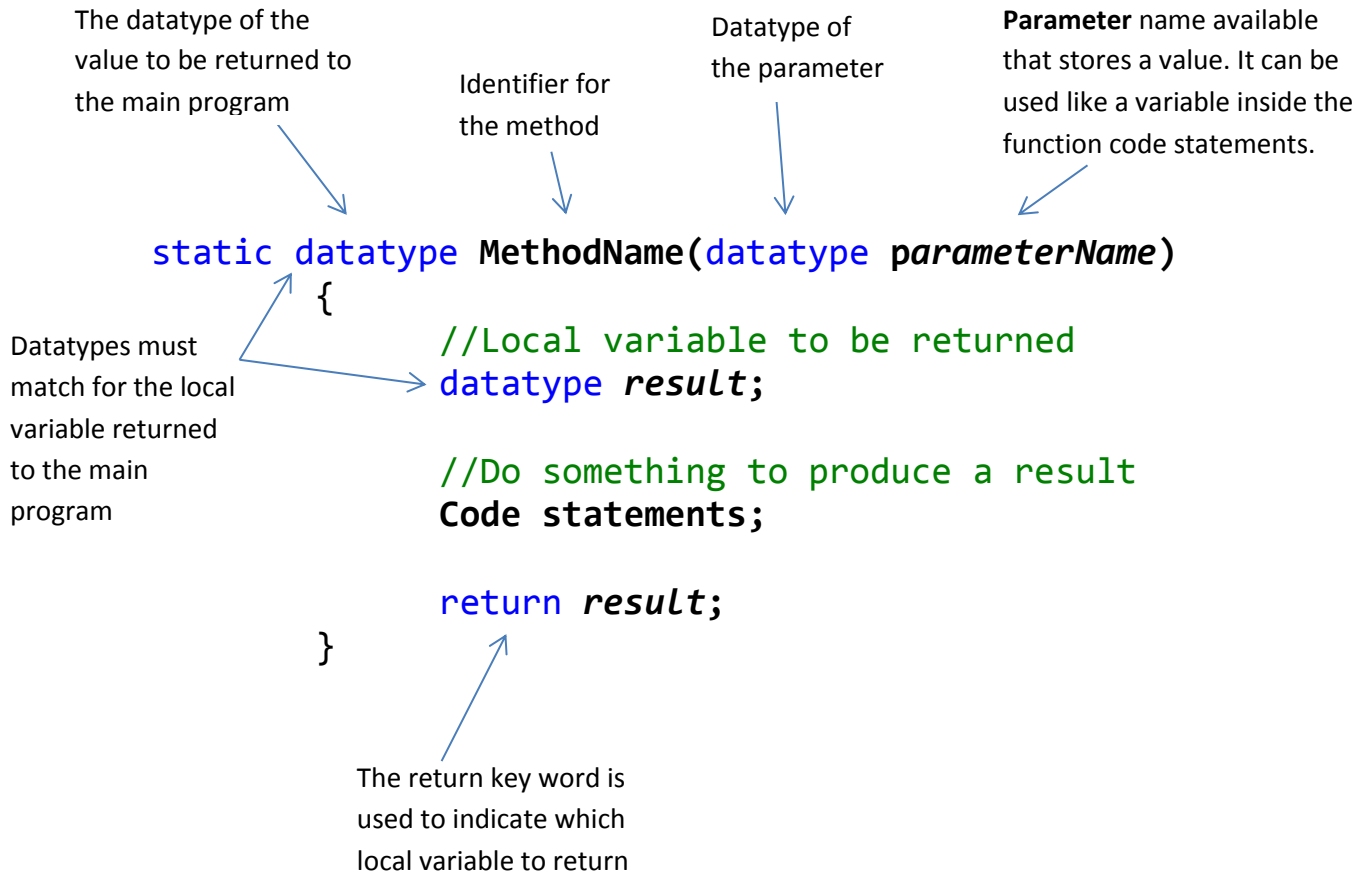 The datatype of the
value to be returned to
the main program
Identifier for
the method
Datatype of
the parameter
Parameter name available
that stores a value. It can be
used like a variable inside the
function code statements.
static datatype MethodName(datatype parameterName)
{
Datatypes must
match for the local
variable returned
to the main
program
//Local variable to be returned
datatype result;
//Do something to produce a result
Code statements;
return result;
}
The return key word is
used to indicate which
local variable to return